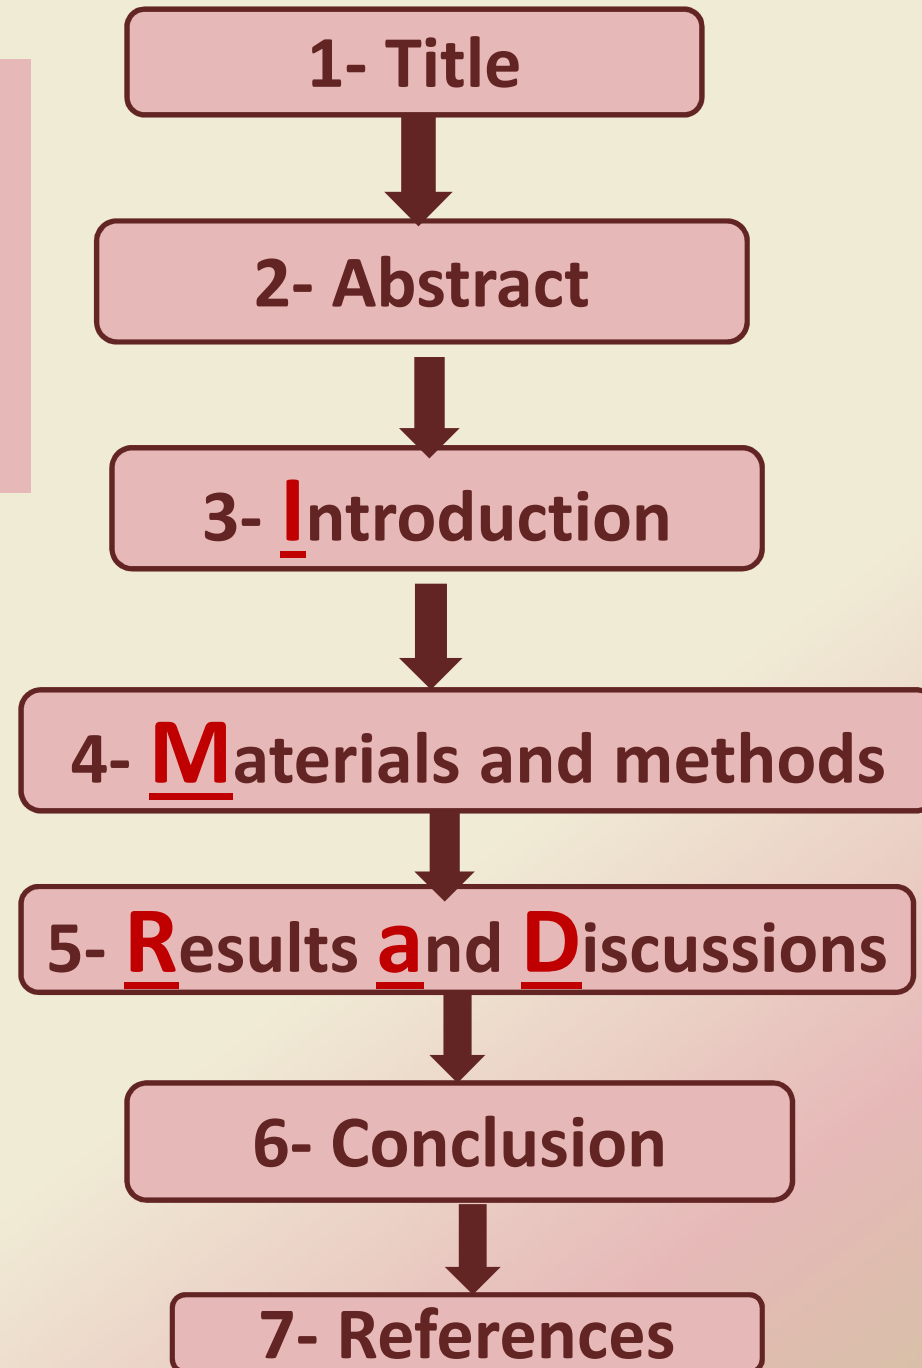 1- Title
2- Abstract
3- Introduction
4- Materials and methods
5- Results and Discussions
6- Conclusion
7- References